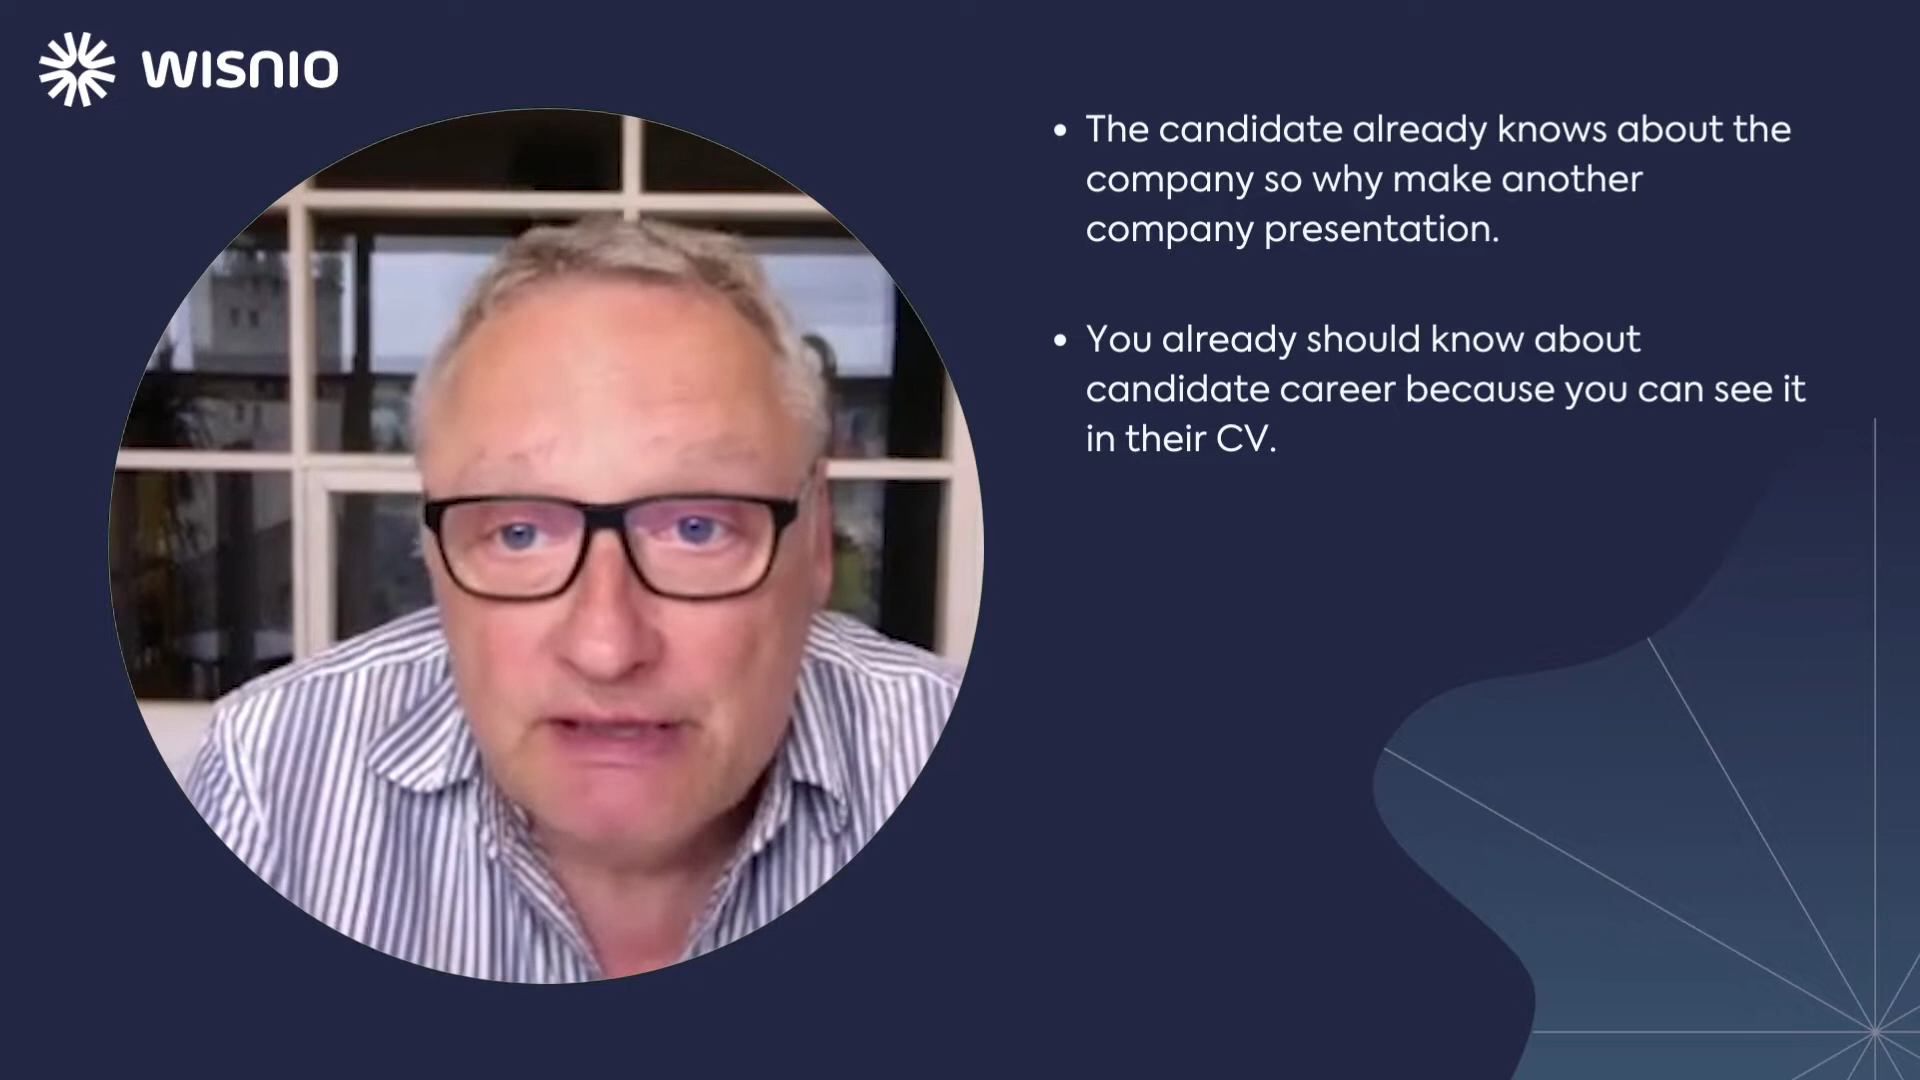 WISNIO
• The candidate already knows about the
company so why make another
company presentation.
• You already should know about
candidate career because you can see it
in their CV.